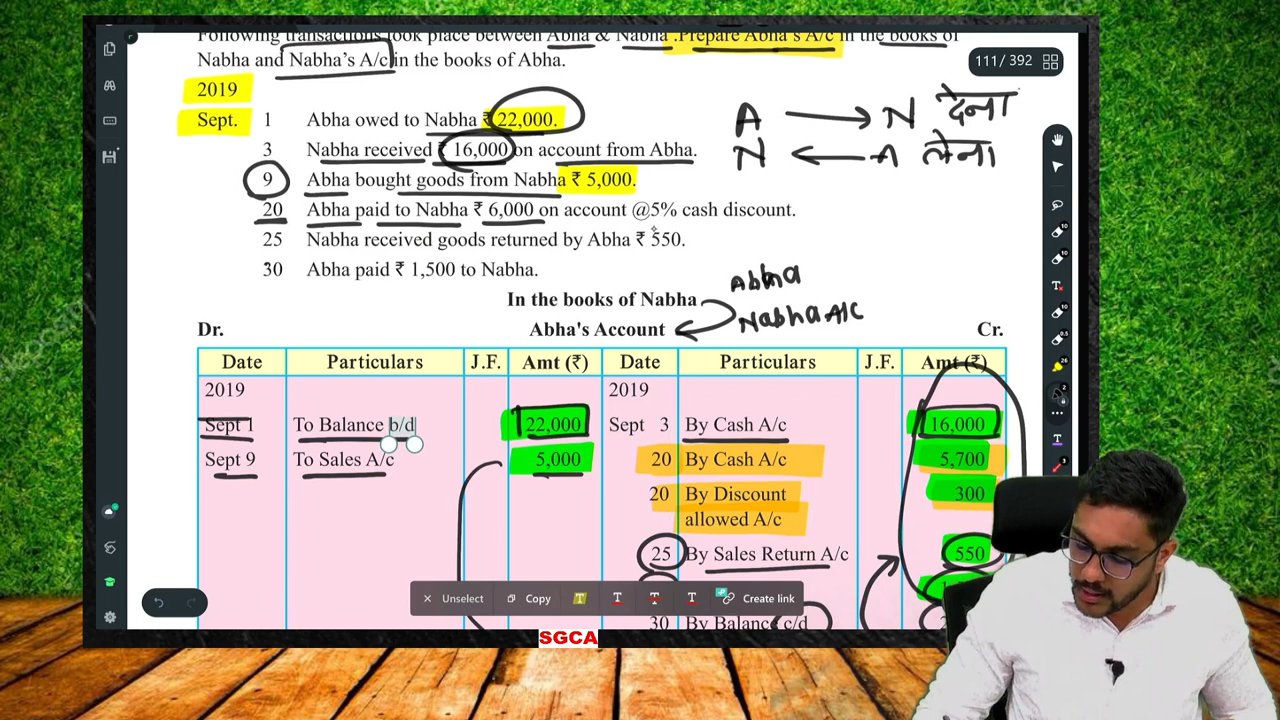 Following transactions took place between Abha & Nabha .Prepare Abha's A/c in the books of
Nabha and Nabha's A/c in the books of Abha.
111 / 392
2019
Sept. 1 Abha owed to Nabha ₹ 22,000.
3 Nabha received ₹ 16,000 on account from Abha.
9 Abha bought goods from Nabha ₹ 5,000.
20 Abha paid to Nabha ₹ 6,000 on account @5% cash discount.
25 Nabha received goods returned by Abha ₹ 550.
30 Abha paid ₹ 1,500 to Nabha.
A → N देना
N ← A लेना
In the books of Nabha
Abha
Nabha A/C
Dr. Abha's Account Cr.
Date Particulars J.F. Amt (₹) Date Particulars J.F. Amt (₹)
2019 2019
Sept 1 To Balance b/d 22,000 Sept 3 By Cash A/c 16,000
Sept 9 To Sales A/c 5,000 20 By Cash A/c 5,700
20 By Discount 300
allowed A/c
25 By Sales Return A/c 550
Unselect Copy T T T T Create link
30 By Balance c/d
SGCA